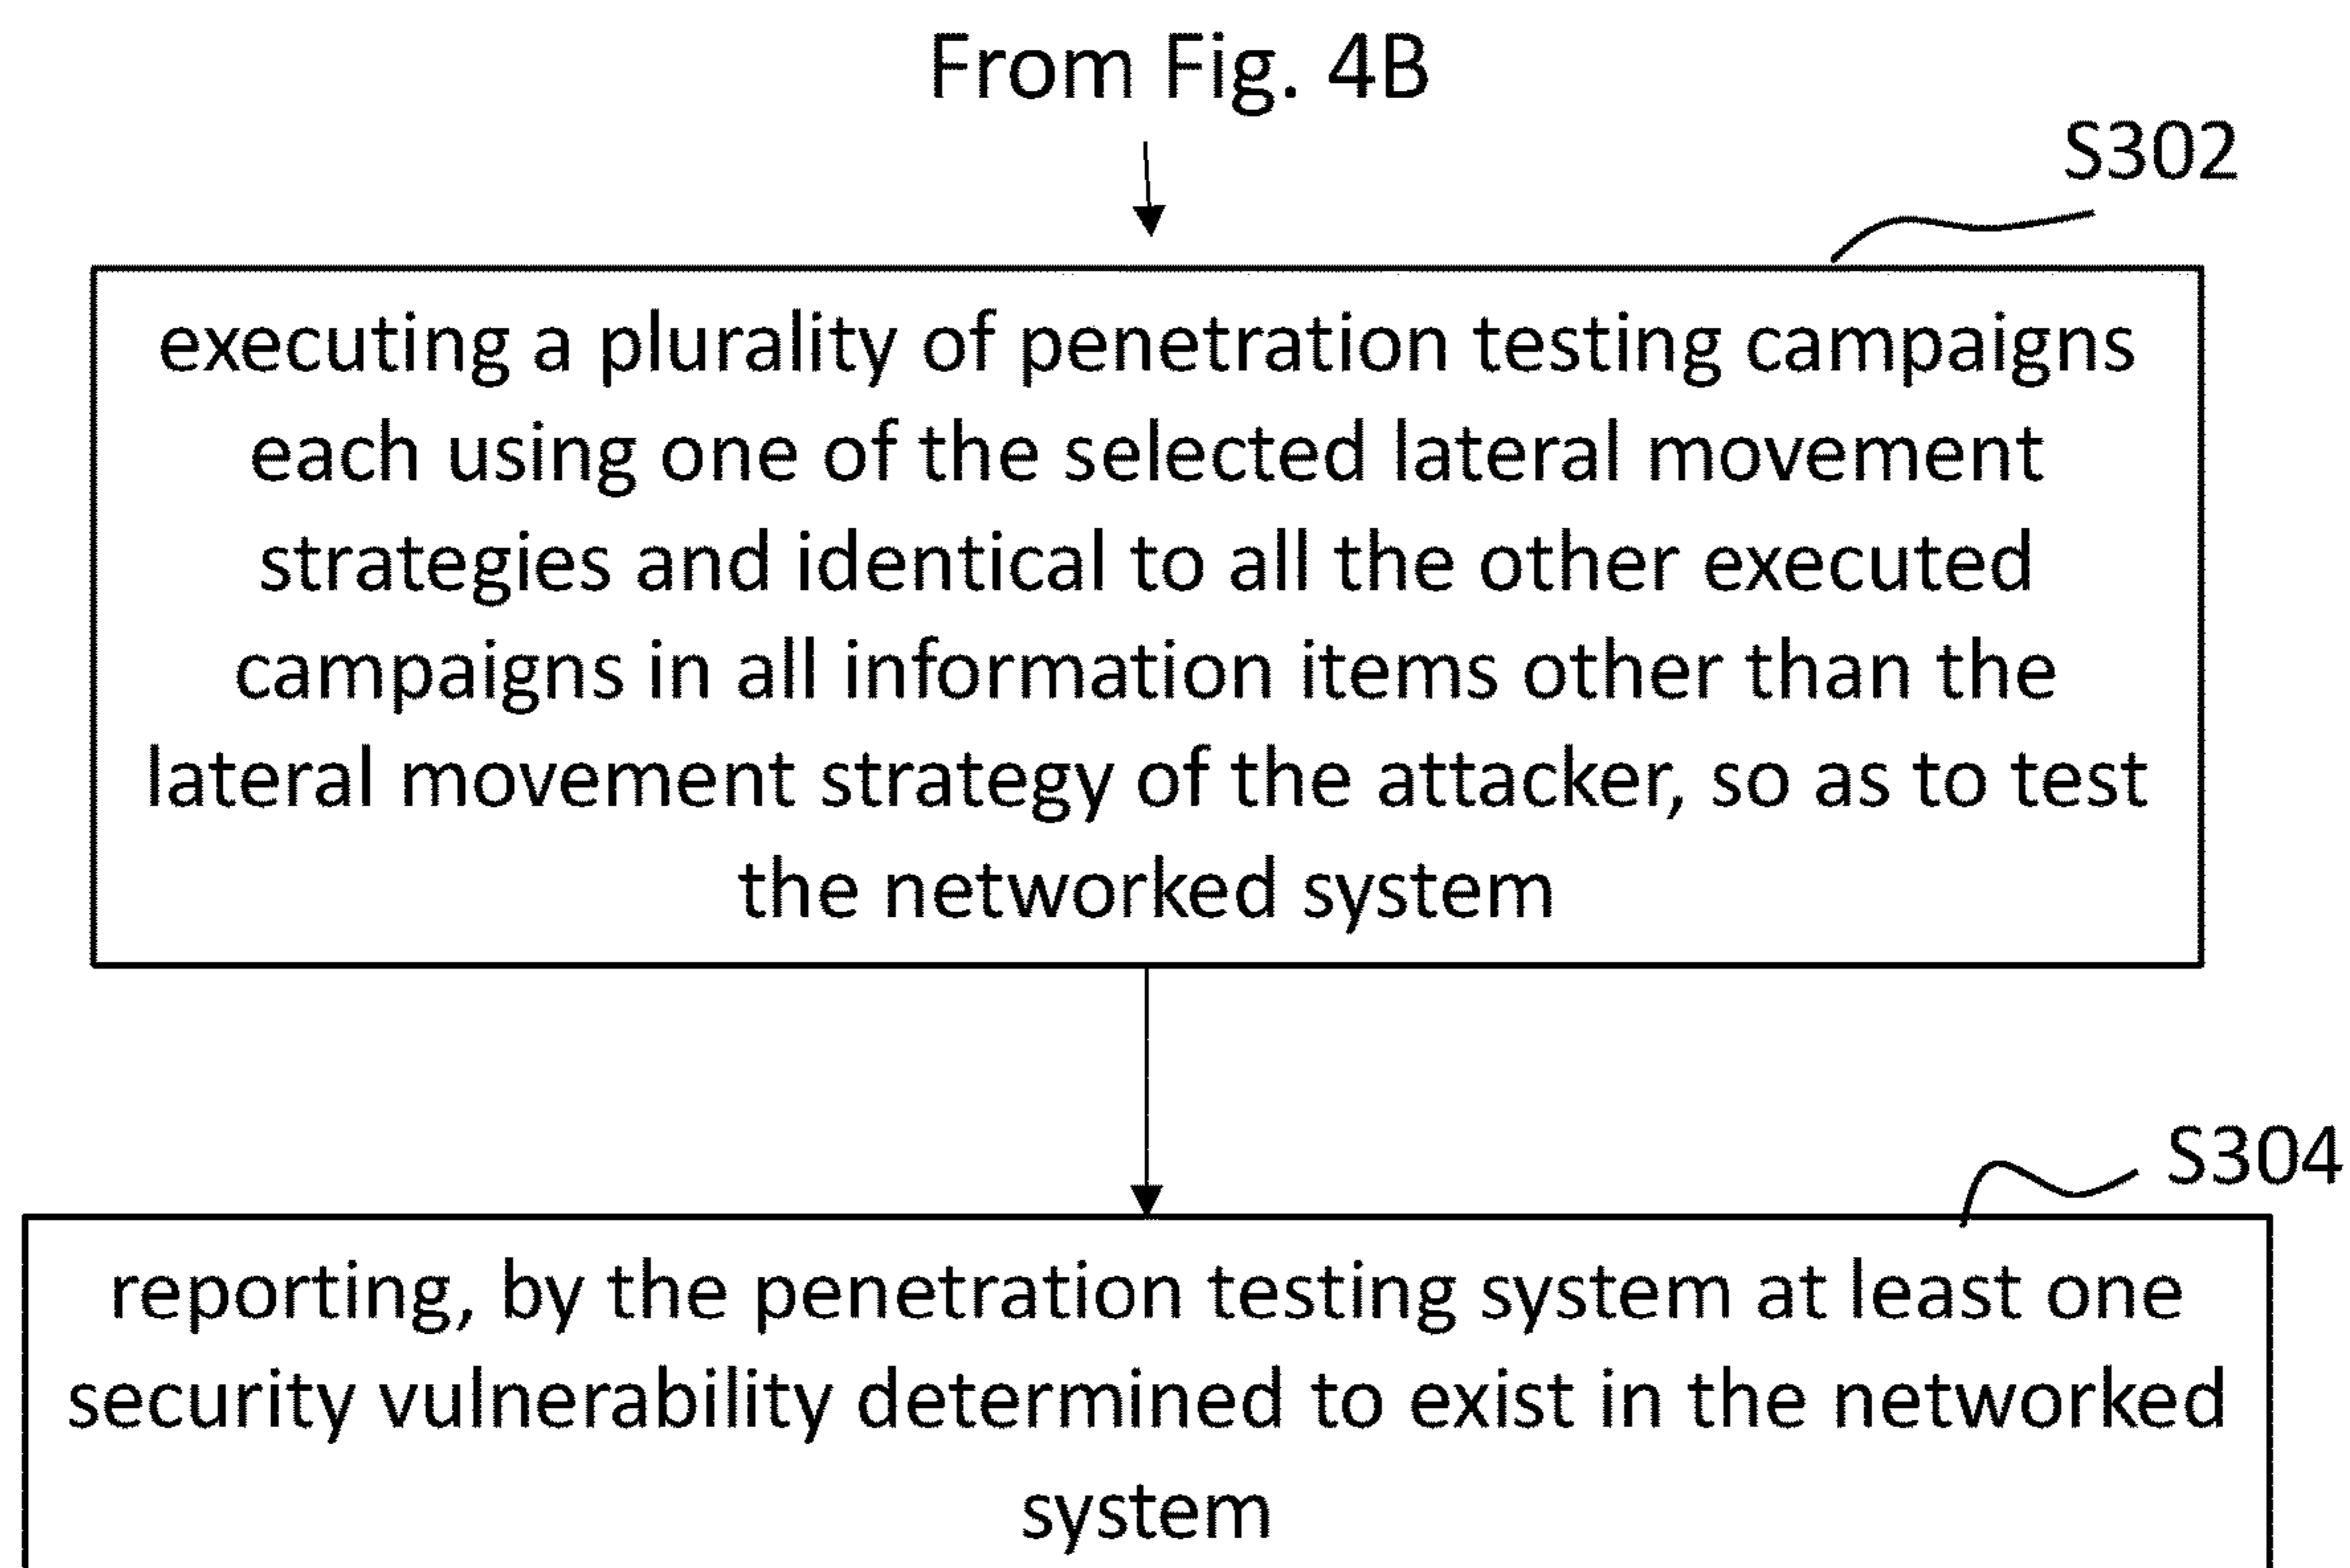 From Fig. 4B
S302
executing a plurality of penetration testing campaigns
each using one of the selected lateral movement
strategies and identical to all the other executed
campaigns in all information items other than the
lateral movement strategy of the attacker, so as to test
the networked system
S304
reporting, by the penetration testing system at least one
security vulnerability determined to exist in the networked
system